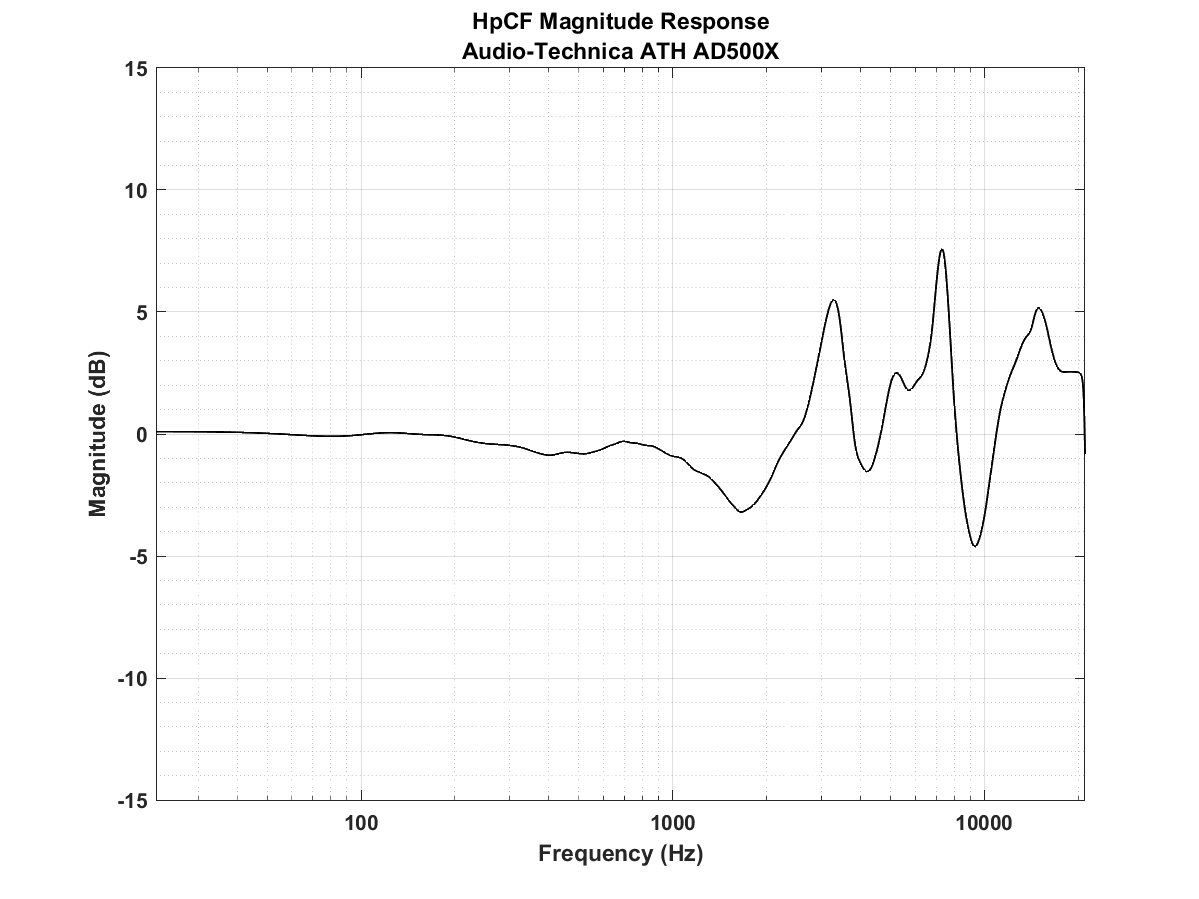 HpCF Magnitude Response
Audio-Technica ATH AD500X
15
10
5
0
-5
-10
-15
Magnitude (dB)
100
1000
10000
Frequency (Hz)